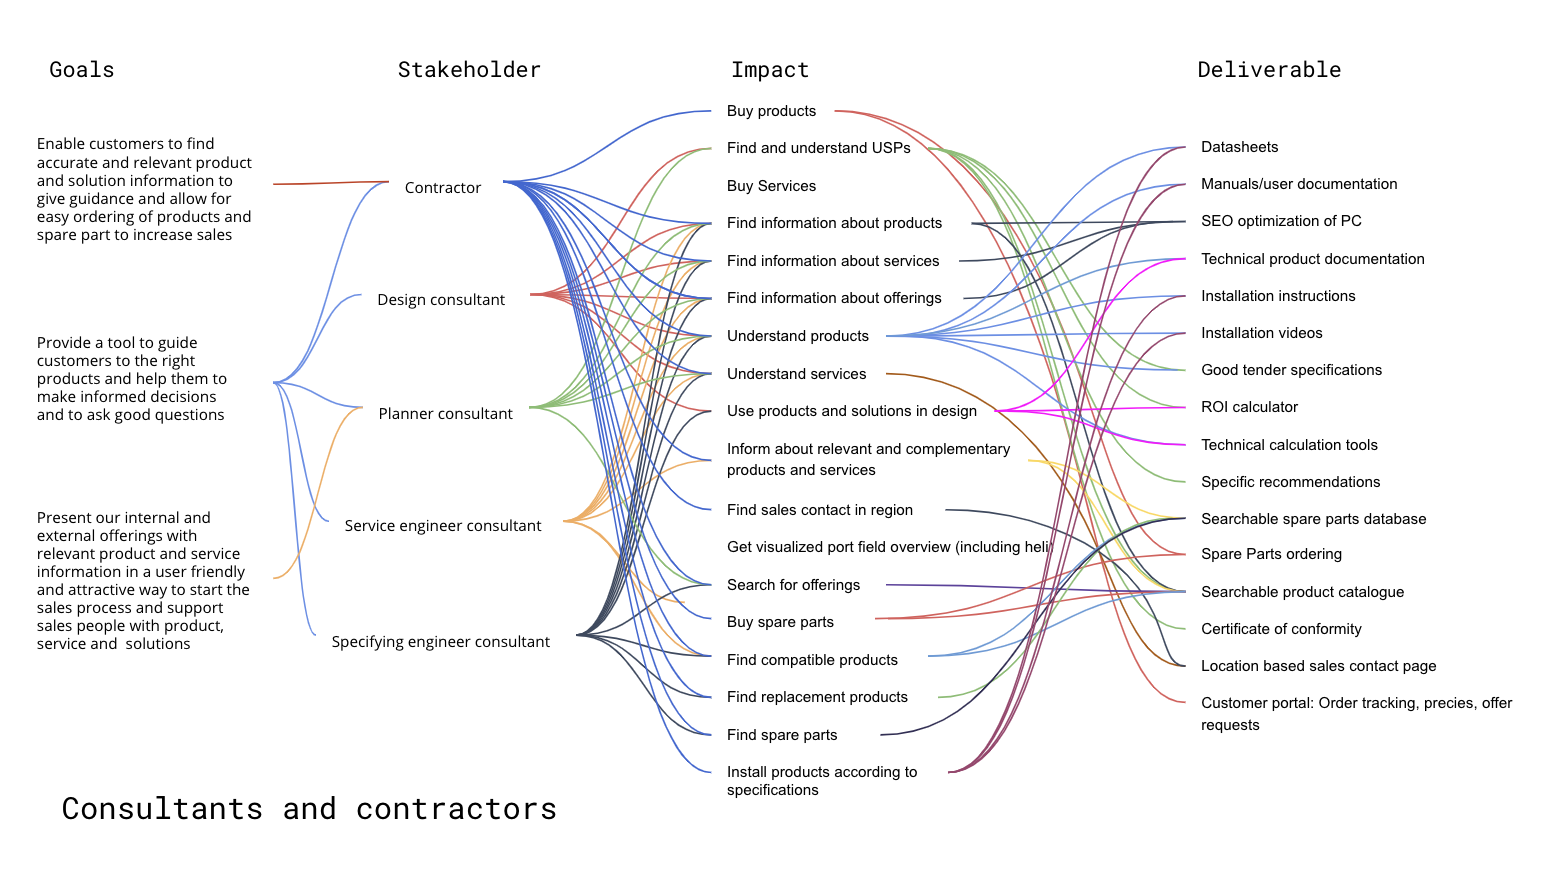 Goals
Stakeholder
Impact
Deliverable
Enable customers to find
accurate and relevant product
and solution information to
give guidance and allow for
easy ordering of products and
spare part to increase sales
Provide a tool to guide
customers to the right
products and help them to
make informed decisions
and to ask good questions
Present our internal and
external offerings with
relevant product and service
information in a user friendly
and attractive way to start the
sales process and support
sales people with product,
service and  solutions
Contractor
Design consultant
Planner consultant
Service engineer consultant
Specifying engineer consultant
Buy products
Find and understand USPs
Buy Services
Find information about products
Find information about services
Find information about offerings
Understand products
Understand services
Use products and solutions in design
Inform about relevant and complementary
products and services
Find sales contact in region
Get visualized port field overview (including heli)
Search for offerings
Buy spare parts
Find compatible products
Find replacement products
Find spare parts
Install products according to
specifications
Datasheets
Manuals/user documentation
SEO optimization of PC
Technical product documentation
Installation instructions
Installation videos
Good tender specifications
ROI calculator
Technical calculation tools
Specific recommendations
Searchable spare parts database
Spare Parts ordering
Searchable product catalogue
Certificate of conformity
Location based sales contact page
Customer portal: Order tracking, precies, offer
requests
Consultants and contractors